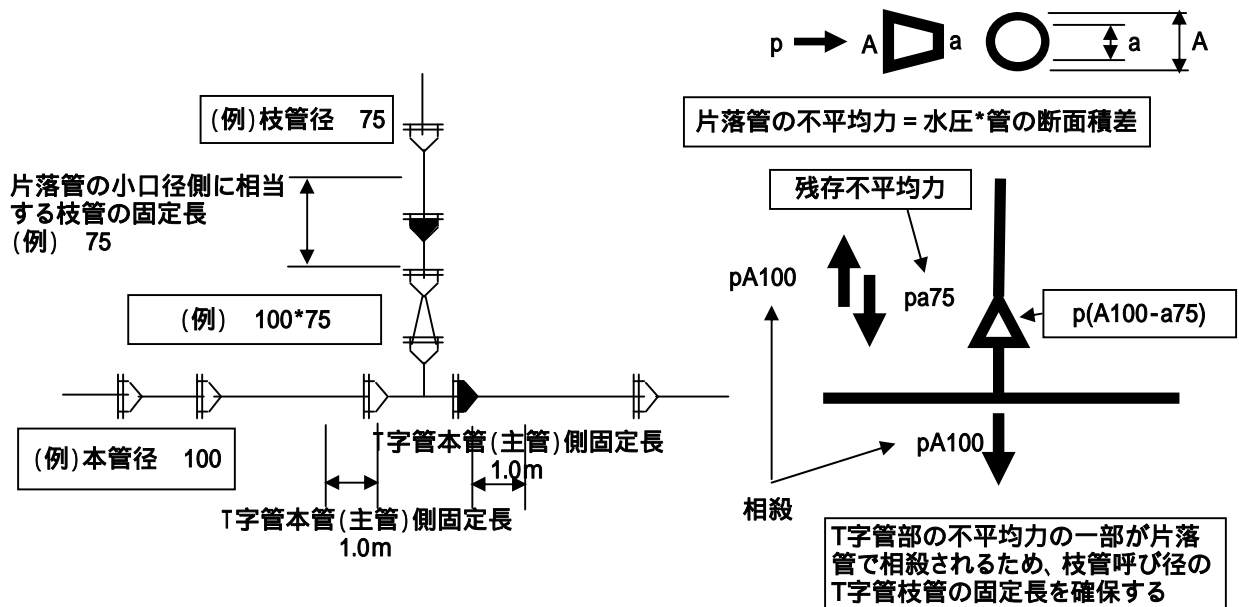 p
A
a
a
A
片落管の不平均力 = 水圧*管の断面積差
(例)枝管径 75
片落管の小口径側に相当
する枝管の固定長
(例) 75
(例) 100*75
(例)本管径 100
T字管本管(主管)側固定長
1.0m
T字管本管(主管)側固定長
1.0m
残存不平均力
pA100
pa75
p(A100-a75)
pA100
相殺
T字管部の不平均力の一部が片落
管で相殺されるため、枝管呼び径の
T字管枝管の固定長を確保する